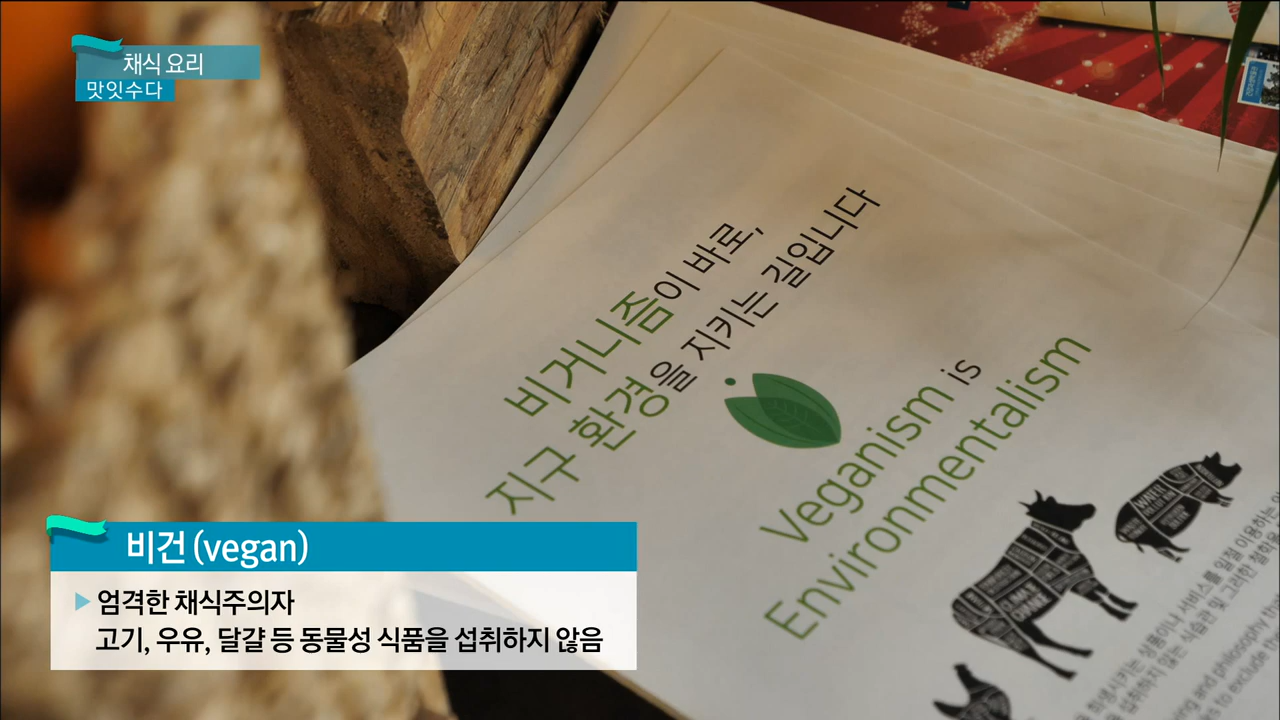 채식 요리
맛잇수다
비거니즘이 바로,
지구 환경을 지키는 길입니다
Veganism is
Environmentalism
비건(vegan)
엄격한 채식주의자
고기, 우유, 달걀 등 동물성 식품을 섭취하지 않음